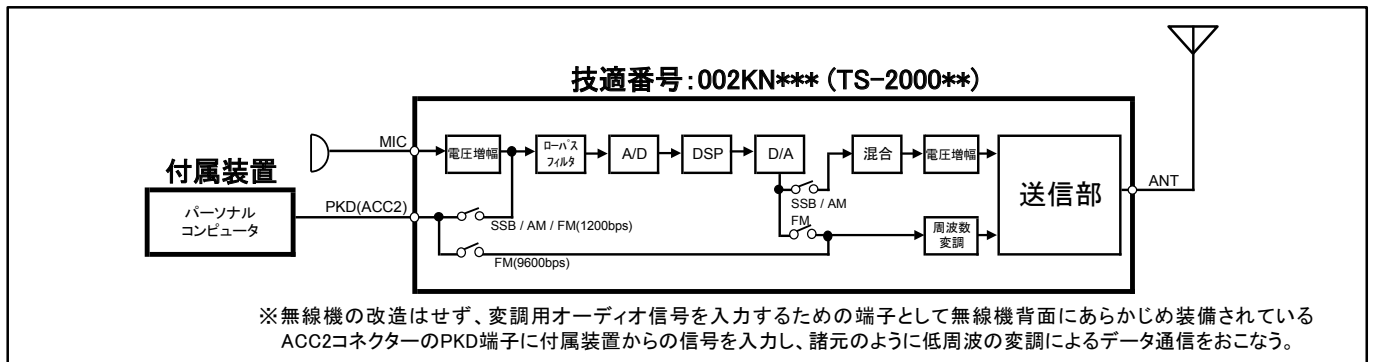 技適番号:002KN*** (TS-2000**)
MIC
電圧増幅
ローパス
フィルタ
A/D
DSP
D/A
混合
電圧増幅
送信部
ANT
付属装置
パーソナル
コンピュータ
PKD(ACC2)
SSB / AM / FM(1200bps)
FM(9600bps)
SSB / AM
FM
周波数
変調
※無線機の改造はせず、変調用オーディオ信号を入力するための端子として無線機背面にあらかじめ装備されている
ACC2コネクターのPKD端子に付属装置からの信号を入力し、諸元のように低周波の変調によるデータ通信をおこなう。